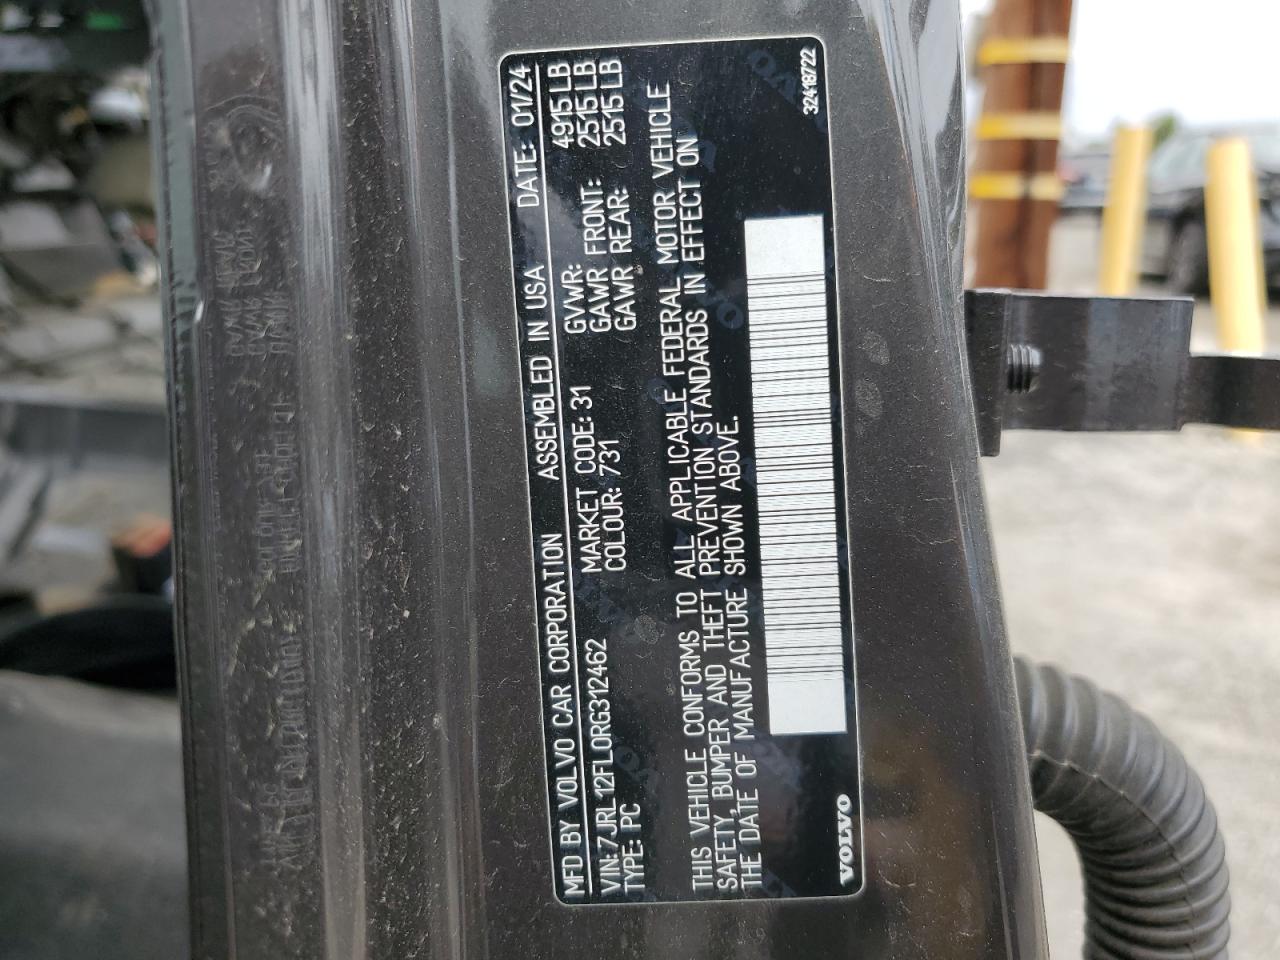 MFD BY VOLVO CAR CORPORATION ASSEMBLED IN USA DATE: 01/24
VIN: 7JRL12FL0RG312462 MARKET CODE: 31 GVWR: 4915 LB
TYPE: PC COLOUR: 731 GAWR FRONT: 2515 LB
GAWR REAR: 2515 LB
THIS VEHICLE CONFORMS TO ALL APPLICABLE FEDERAL MOTOR VEHICLE
SAFETY, BUMPER AND THEFT PREVENTION STANDARDS IN EFFECT ON
THE DATE OF MANUFACTURE SHOWN ABOVE.
VOLVO 32418722